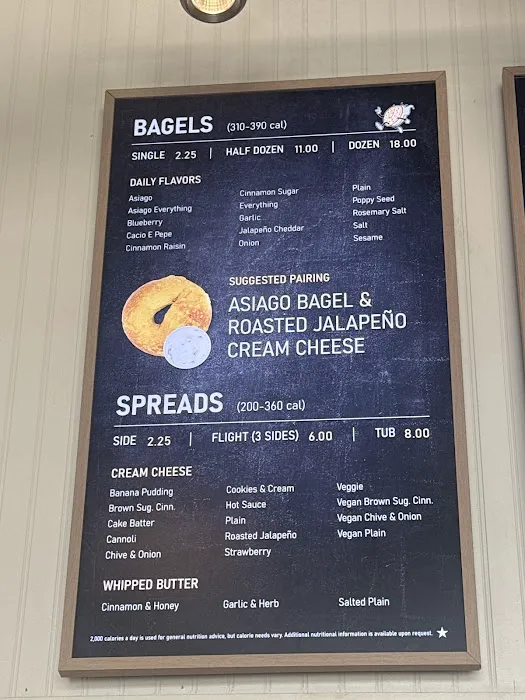 BAGELS (310-390 cal)
SINGLE 2.25 | HALF DOZEN 11.00 | DOZEN 18.00
DAILY FLAVORS
Asiago
Asiago Everything
Blueberry
Cacio E Pepe
Cinnamon Raisin
Cinnamon Sugar
Everything
Garlic
Jalapeño Cheddar
Onion
Plain
Poppy Seed
Rosemary Salt
Salt
Sesame
SUGGESTED PAIRING
ASIAGO BAGEL &
ROASTED JALAPEÑO
CREAM CHEESE
SPREADS (200-360 cal)
SIDE 2.25 | FLIGHT (3 SIDES) 6.00 | TUB 8.00
CREAM CHEESE
Banana Pudding
Brown Sug. Cinn.
Cake Batter
Cannoli
Chive & Onion
Cookies & Cream
Hot Sauce
Plain
Roasted Jalapeño
Strawberry
Veggie
Vegan Brown Sug. Cinn.
Vegan Chive & Onion
Vegan Plain
WHIPPED BUTTER
Cinnamon & Honey
Garlic & Herb
Salted Plain
2,000 calories a day is used for general nutrition advice, but calorie needs vary. Additional nutritional information is available upon request.